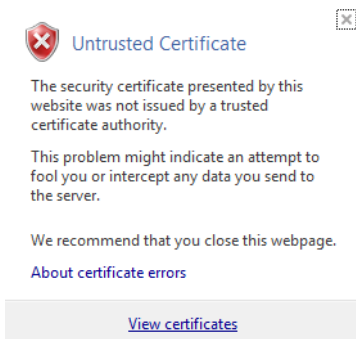 Untrusted Certificate
The security certificate presented by this
website was not issued by a trusted
certificate authority.
This problem might indicate an attempt to
fool you or intercept any data you send to
the server.
We recommend that you close this webpage.
About certificate errors
View certificates